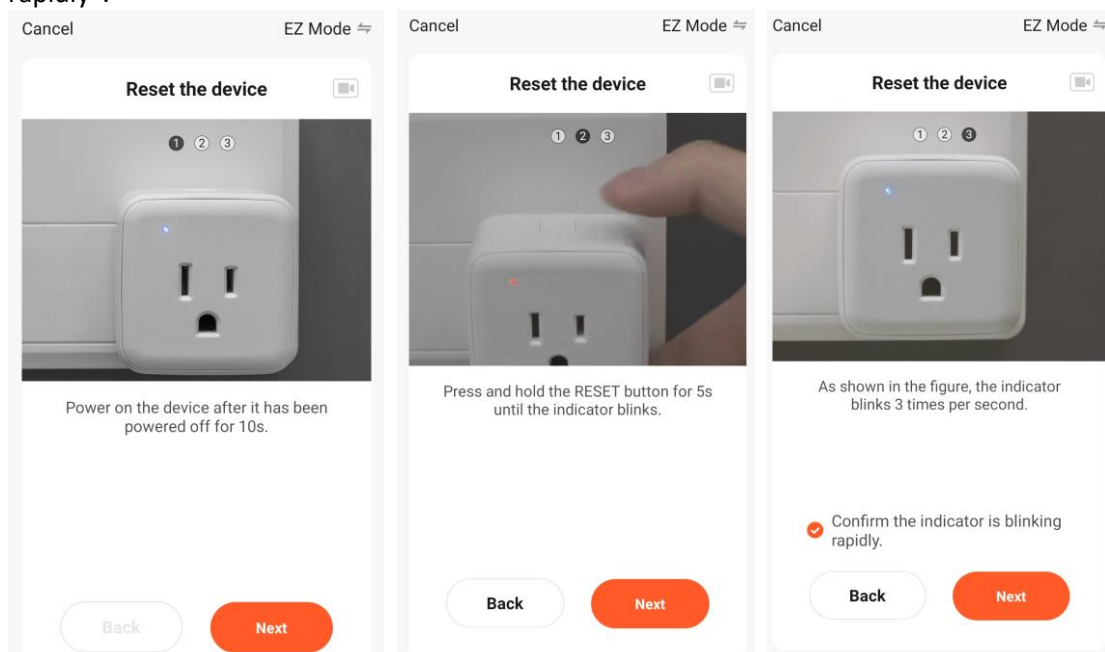 Cancel
EZ Mode
Reset the device
1 2 3
Power on the device after it has been
powered off for 10s.
Back
Next
Cancel
EZ Mode
Reset the device
1 2 3
Press and hold the RESET button for 5s
until the indicator blinks.
Back
Next
Cancel
EZ Mode
Reset the device
1 2 3
As shown in the figure, the indicator
blinks 3 times per second.
Confirm the indicator is blinking
rapidly.
Back
Next